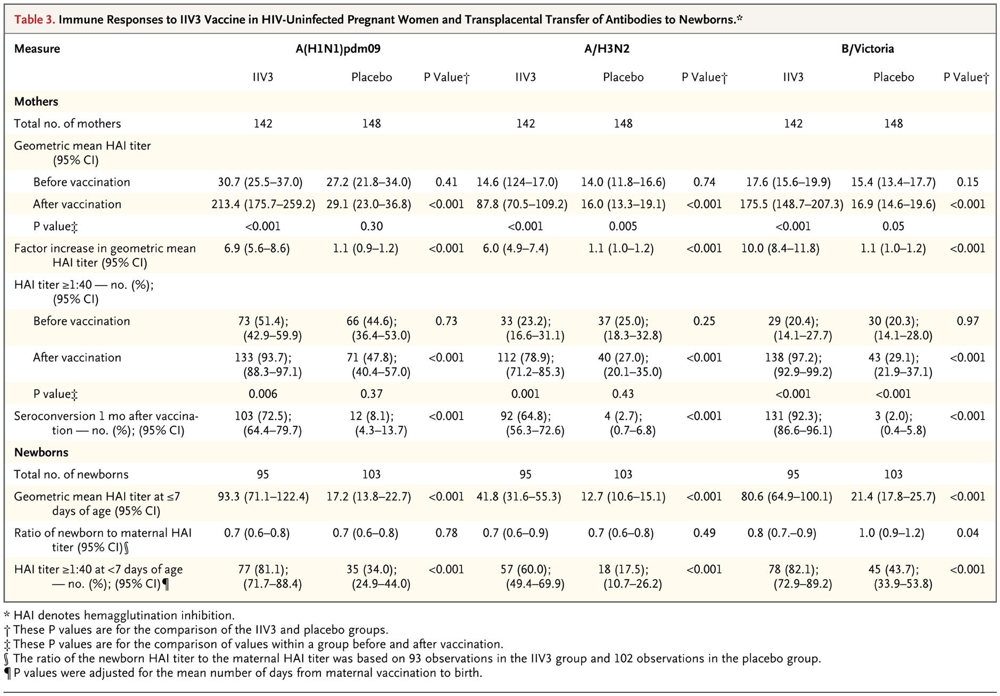 Table 3. Immune Responses to IIV3 Vaccine in HIV-Uninfected Pregnant Women and Transplacental Transfer of Antibodies to Newborns.*
Measure A(H1N1)pdm09 A/H3N2 B/Victoria
IIV3 Placebo P Value† IIV3 Placebo P Value† IIV3 Placebo P Value†
Mothers
Total no. of mothers 142 148 142 148 142 148
Geometric mean HAI titer
(95% CI)
Before vaccination 30.7 (25.5–37.0) 27.2 (21.8–34.0) 0.41 14.6 (124–17.0) 14.0 (11.8–16.6) 0.74 17.6 (15.6–19.9) 15.4 (13.4–17.7) 0.15
After vaccination 213.4 (175.7–259.2) 29.1 (23.0–36.8) <0.001 87.8 (70.5–109.2) 16.0 (13.3–19.1) <0.001 175.5 (148.7–207.3) 16.9 (14.6–19.6) <0.001
P value‡ <0.001 0.30 <0.001 0.005 <0.001 0.05
Factor increase in geometric mean 6.9 (5.6–8.6) 1.1 (0.9–1.2) <0.001 6.0 (4.9–7.4) 1.1 (1.0–1.2) <0.001 10.0 (8.4–11.8) 1.1 (1.0–1.2) <0.001
HAI titer (95% CI)
HAI titer ≥1:40 — no. (%);
(95% CI)
Before vaccination 73 (51.4); 66 (44.6); 0.73 33 (23.2); 37 (25.0); 0.25 29 (20.4); 30 (20.3); 0.97
(42.9–59.9) (36.4–53.0) (16.6–31.1) (18.3–32.8) (14.1–27.7) (14.1–28.0)
After vaccination 133 (93.7); 71 (47.8); <0.001 112 (78.9); 40 (27.0); <0.001 138 (97.2); 43 (29.1); <0.001
(88.3–97.1) (40.4–57.0) (71.2–85.3) (20.1–35.0) (92.9–99.2) (21.9–37.1)
P value‡ 0.006 0.37 0.001 0.43 <0.001 <0.001
Seroconversion 1 mo after vaccina- 103 (72.5); 12 (8.1); <0.001 92 (64.8); 4 (2.7); <0.001 131 (92.3); 3 (2.0); <0.001
tion — no. (%); (95% CI) (64.4–79.7) (4.3–13.7) (56.3–72.6) (0.7–6.8) (86.6–96.1) (0.4–5.8)
Newborns
Total no. of newborns 95 103 95 103 95 103
Geometric mean HAI titer at ≤7 93.3 (71.1–122.4) 17.2 (13.8–22.7) <0.001 41.8 (31.6–55.3) 12.7 (10.6–15.1) <0.001 80.6 (64.9–100.1) 21.4 (17.8–25.7) <0.001
days of age (95% CI)
Ratio of newborn to maternal HAI 0.7 (0.6–0.8) 0.7 (0.6–0.8) 0.78 0.7 (0.6–0.9) 0.7 (0.6–0.8) 0.49 0.8 (0.7.–0.9) 1.0 (0.9–1.2) 0.04
titer (95% CI)§
HAI titer ≥1:40 at <7 days of age 77 (81.1); 35 (34.0); <0.001 57 (60.0); 18 (17.5); <0.001 78 (82.1); 45 (43.7); <0.001
— no. (%); (95% CI)¶ (71.7–88.4) (24.9–44.0) (49.4–69.9) (10.7–26.2) (72.9–89.2) (33.9–53.8)
* HAI denotes hemagglutination inhibition.
† These P values are for the comparison of the IIV3 and placebo groups.
‡ These P values are for the comparison of values within a group before and after vaccination.
§ The ratio of the newborn HAI titer to the maternal HAI titer was based on 93 observations in the IIV3 group and 102 observations in the placebo group.
¶ P values were adjusted for the mean number of days from maternal vaccination to birth.